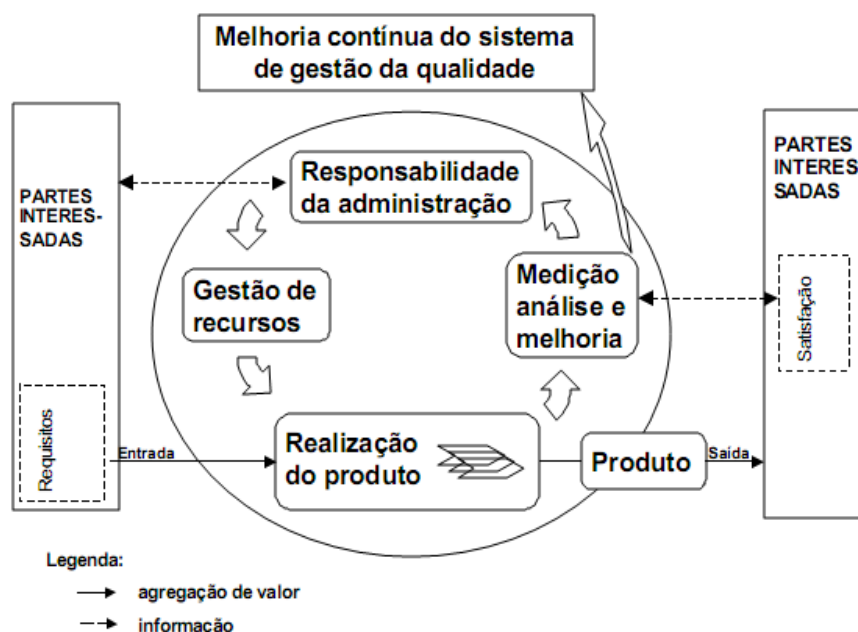 Melhoria contínua do sistema
de gestão da qualidade
PARTES
INTERES-
SADAS
Requisitos
Responsabilidade
da administração
Gestão de
recursos
Medição
análise e
melhoria
Entrada
Realização
do produto
Produto
Saída
PARTES
INTERES
SADAS
Satisfação
Legenda:
agregação de valor
informação